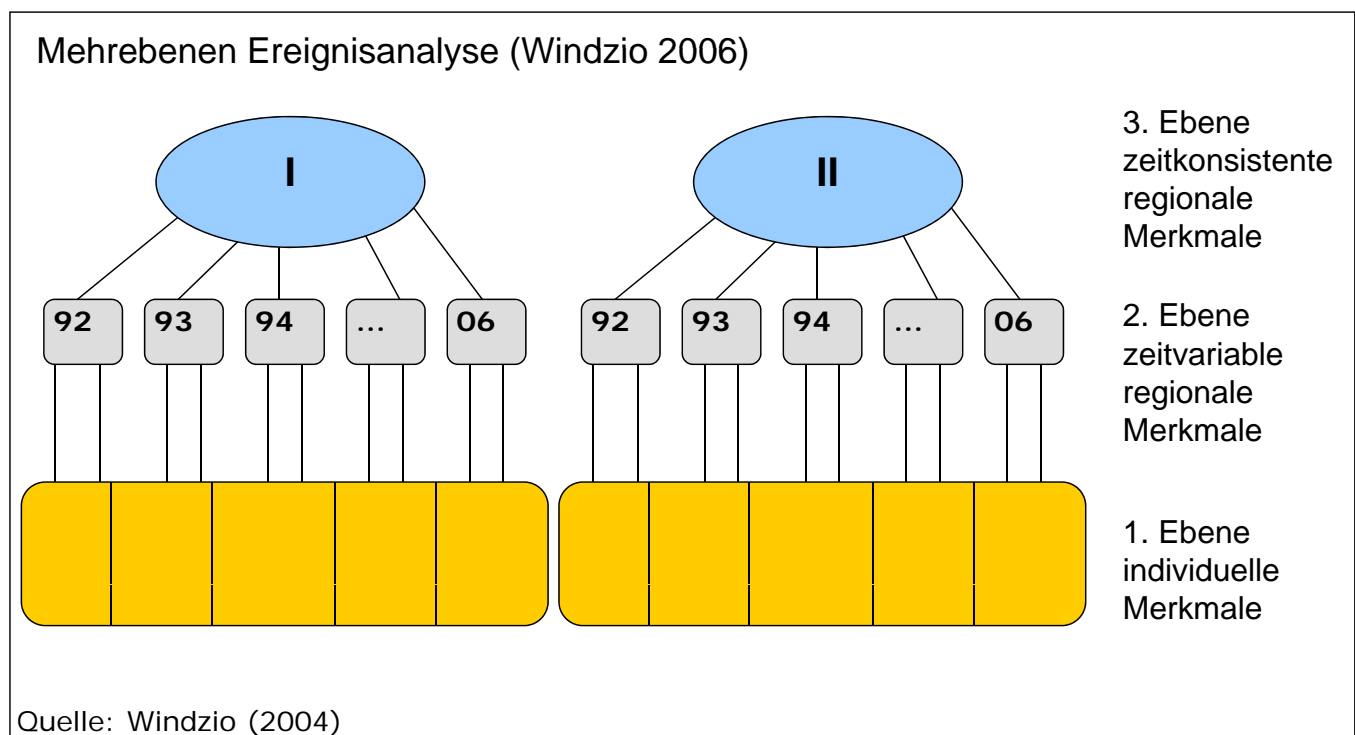 Mehrebenen Ereignisanalyse (Windzio 2006)
I
II
3. Ebene
zeitkonsistente
regionale
Merkmale
92 93 94 ... 06
92 93 94 ... 06
2. Ebene
zeitvariable
regionale
Merkmale
1. Ebene
individuelle
Merkmale
Quelle: Windzio (2004)